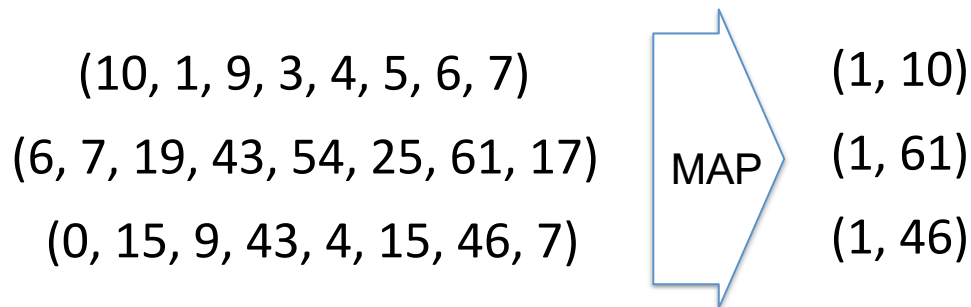 (10, 1, 9, 3, 4, 5, 6, 7)
(6, 7, 19, 43, 54, 25, 61, 17)
(0, 15, 9, 43, 4, 15, 46, 7)
MAP
(1, 10)
(1, 61)
(1, 46)